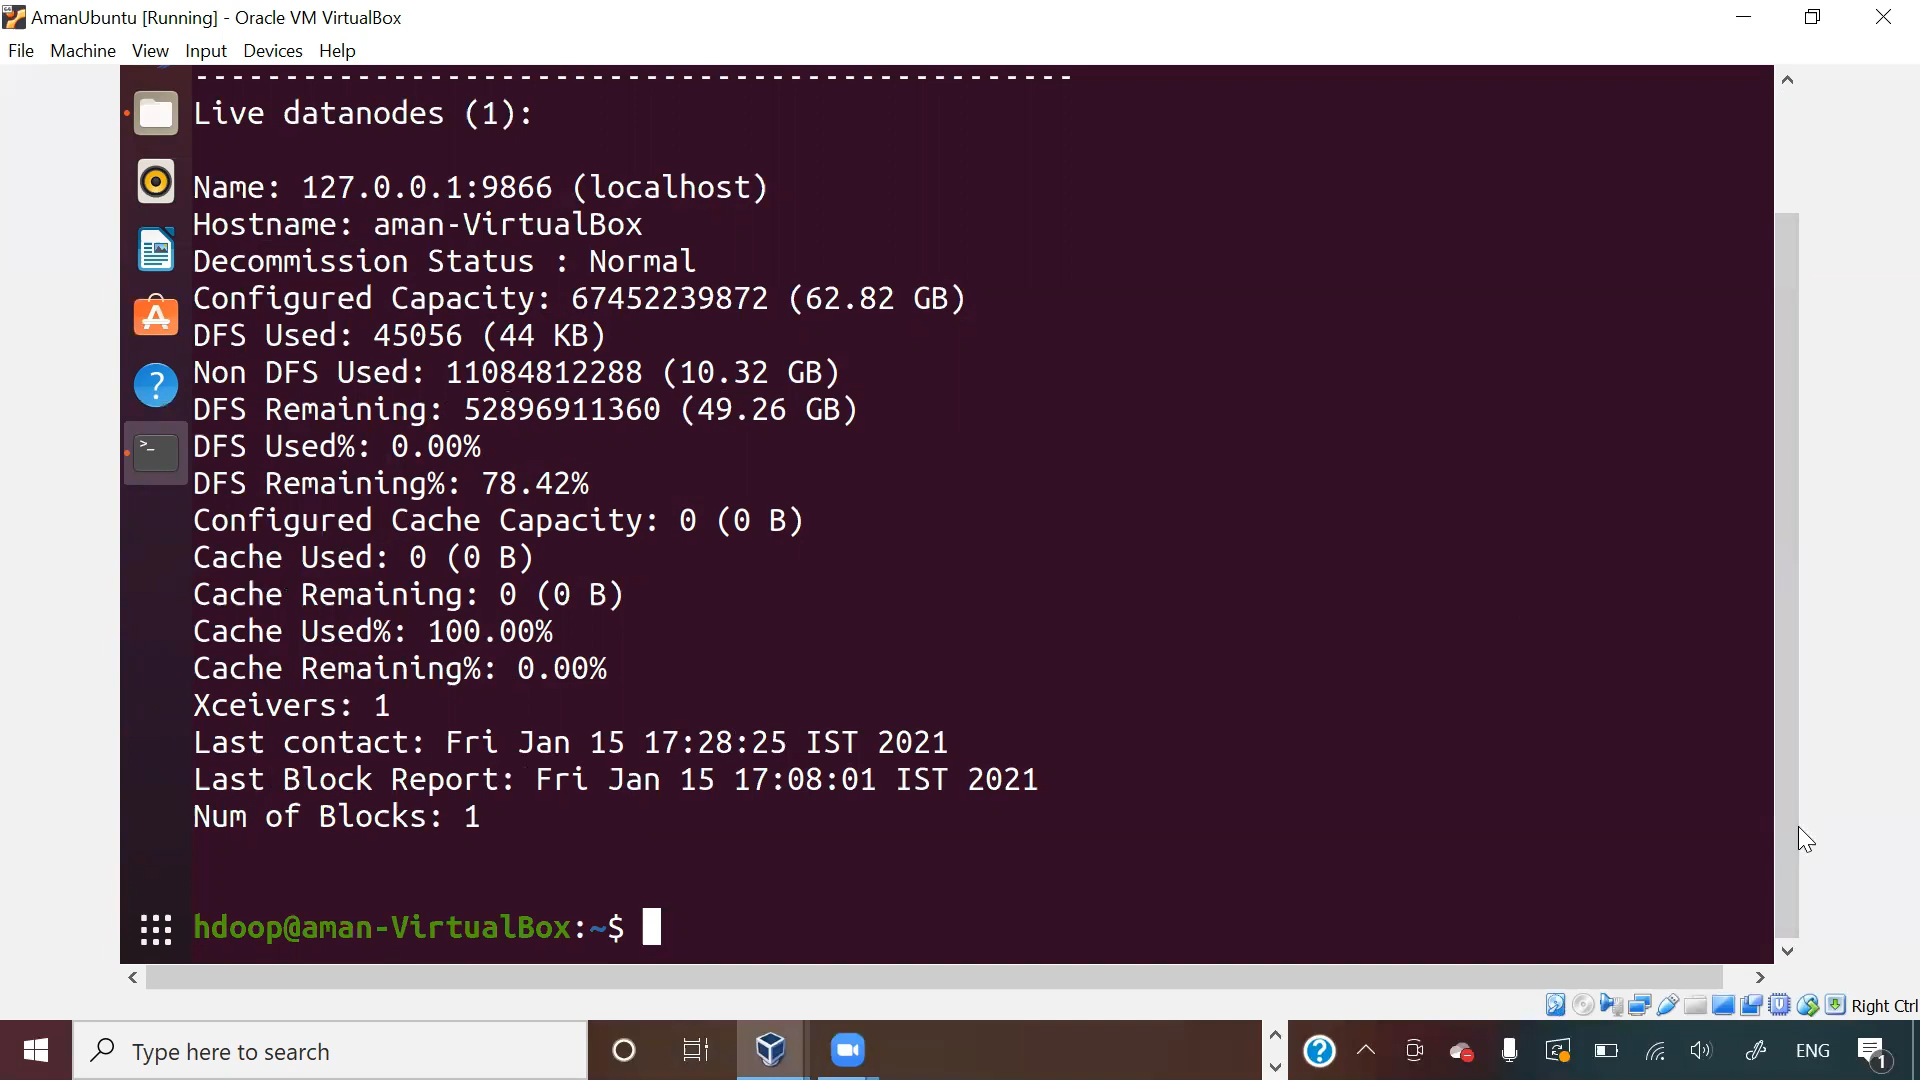 AmanUbuntu [Running] - Oracle VM VirtualBox
File Machine View Input Devices Help
------------------------------------------------- 
Live datanodes (1):
Name: 127.0.0.1:9866 (localhost)
Hostname: aman-VirtualBox
Decommission Status : Normal
Configured Capacity: 67452239872 (62.82 GB)
DFS Used: 45056 (44 KB)
Non DFS Used: 11084812288 (10.32 GB)
DFS Remaining: 52896911360 (49.26 GB)
DFS Used%: 0.00%
DFS Remaining%: 78.42%
Configured Cache Capacity: 0 (0 B)
Cache Used: 0 (0 B)
Cache Remaining: 0 (0 B)
Cache Used%: 100.00%
Cache Remaining%: 0.00%
Xceivers: 1
Last contact: Fri Jan 15 17:28:25 IST 2021
Last Block Report: Fri Jan 15 17:08:01 IST 2021
Num of Blocks: 1
hdoop@aman-VirtualBox:~$
Right Ctrl
Type here to search
ENG
1